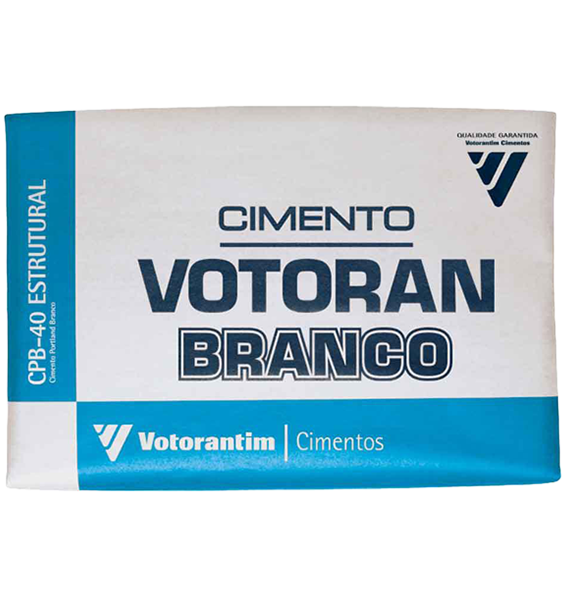 QUALIDADE GARANTIDA
Votorantim Cimentos
CIMENTO
VOTORAN
BRANCO
CPB-40 ESTRUTURAL
Cimento Portland Branco
Votorantim | Cimentos